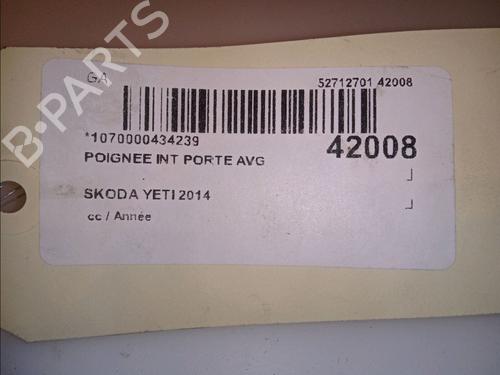 GA
52712701 42008
*1070000434239
42008
POIGNEE INT PORTE AVG
SKODA YETI 2014
cc / Année
B-PARTS